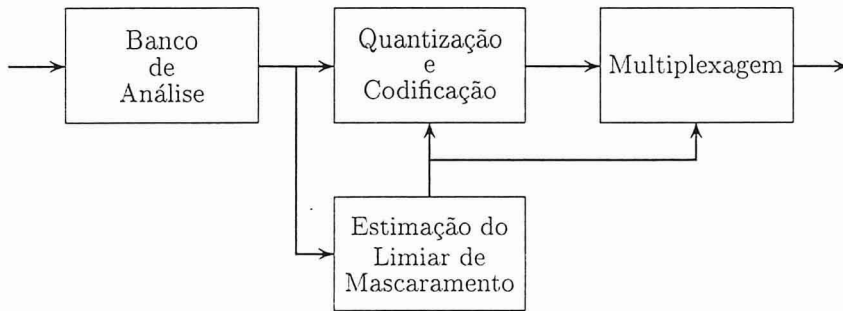 Banco
de
Análise
Quantização
e
Codificação
Multiplexagem
Estimação do
Limiar de
Mascaramento